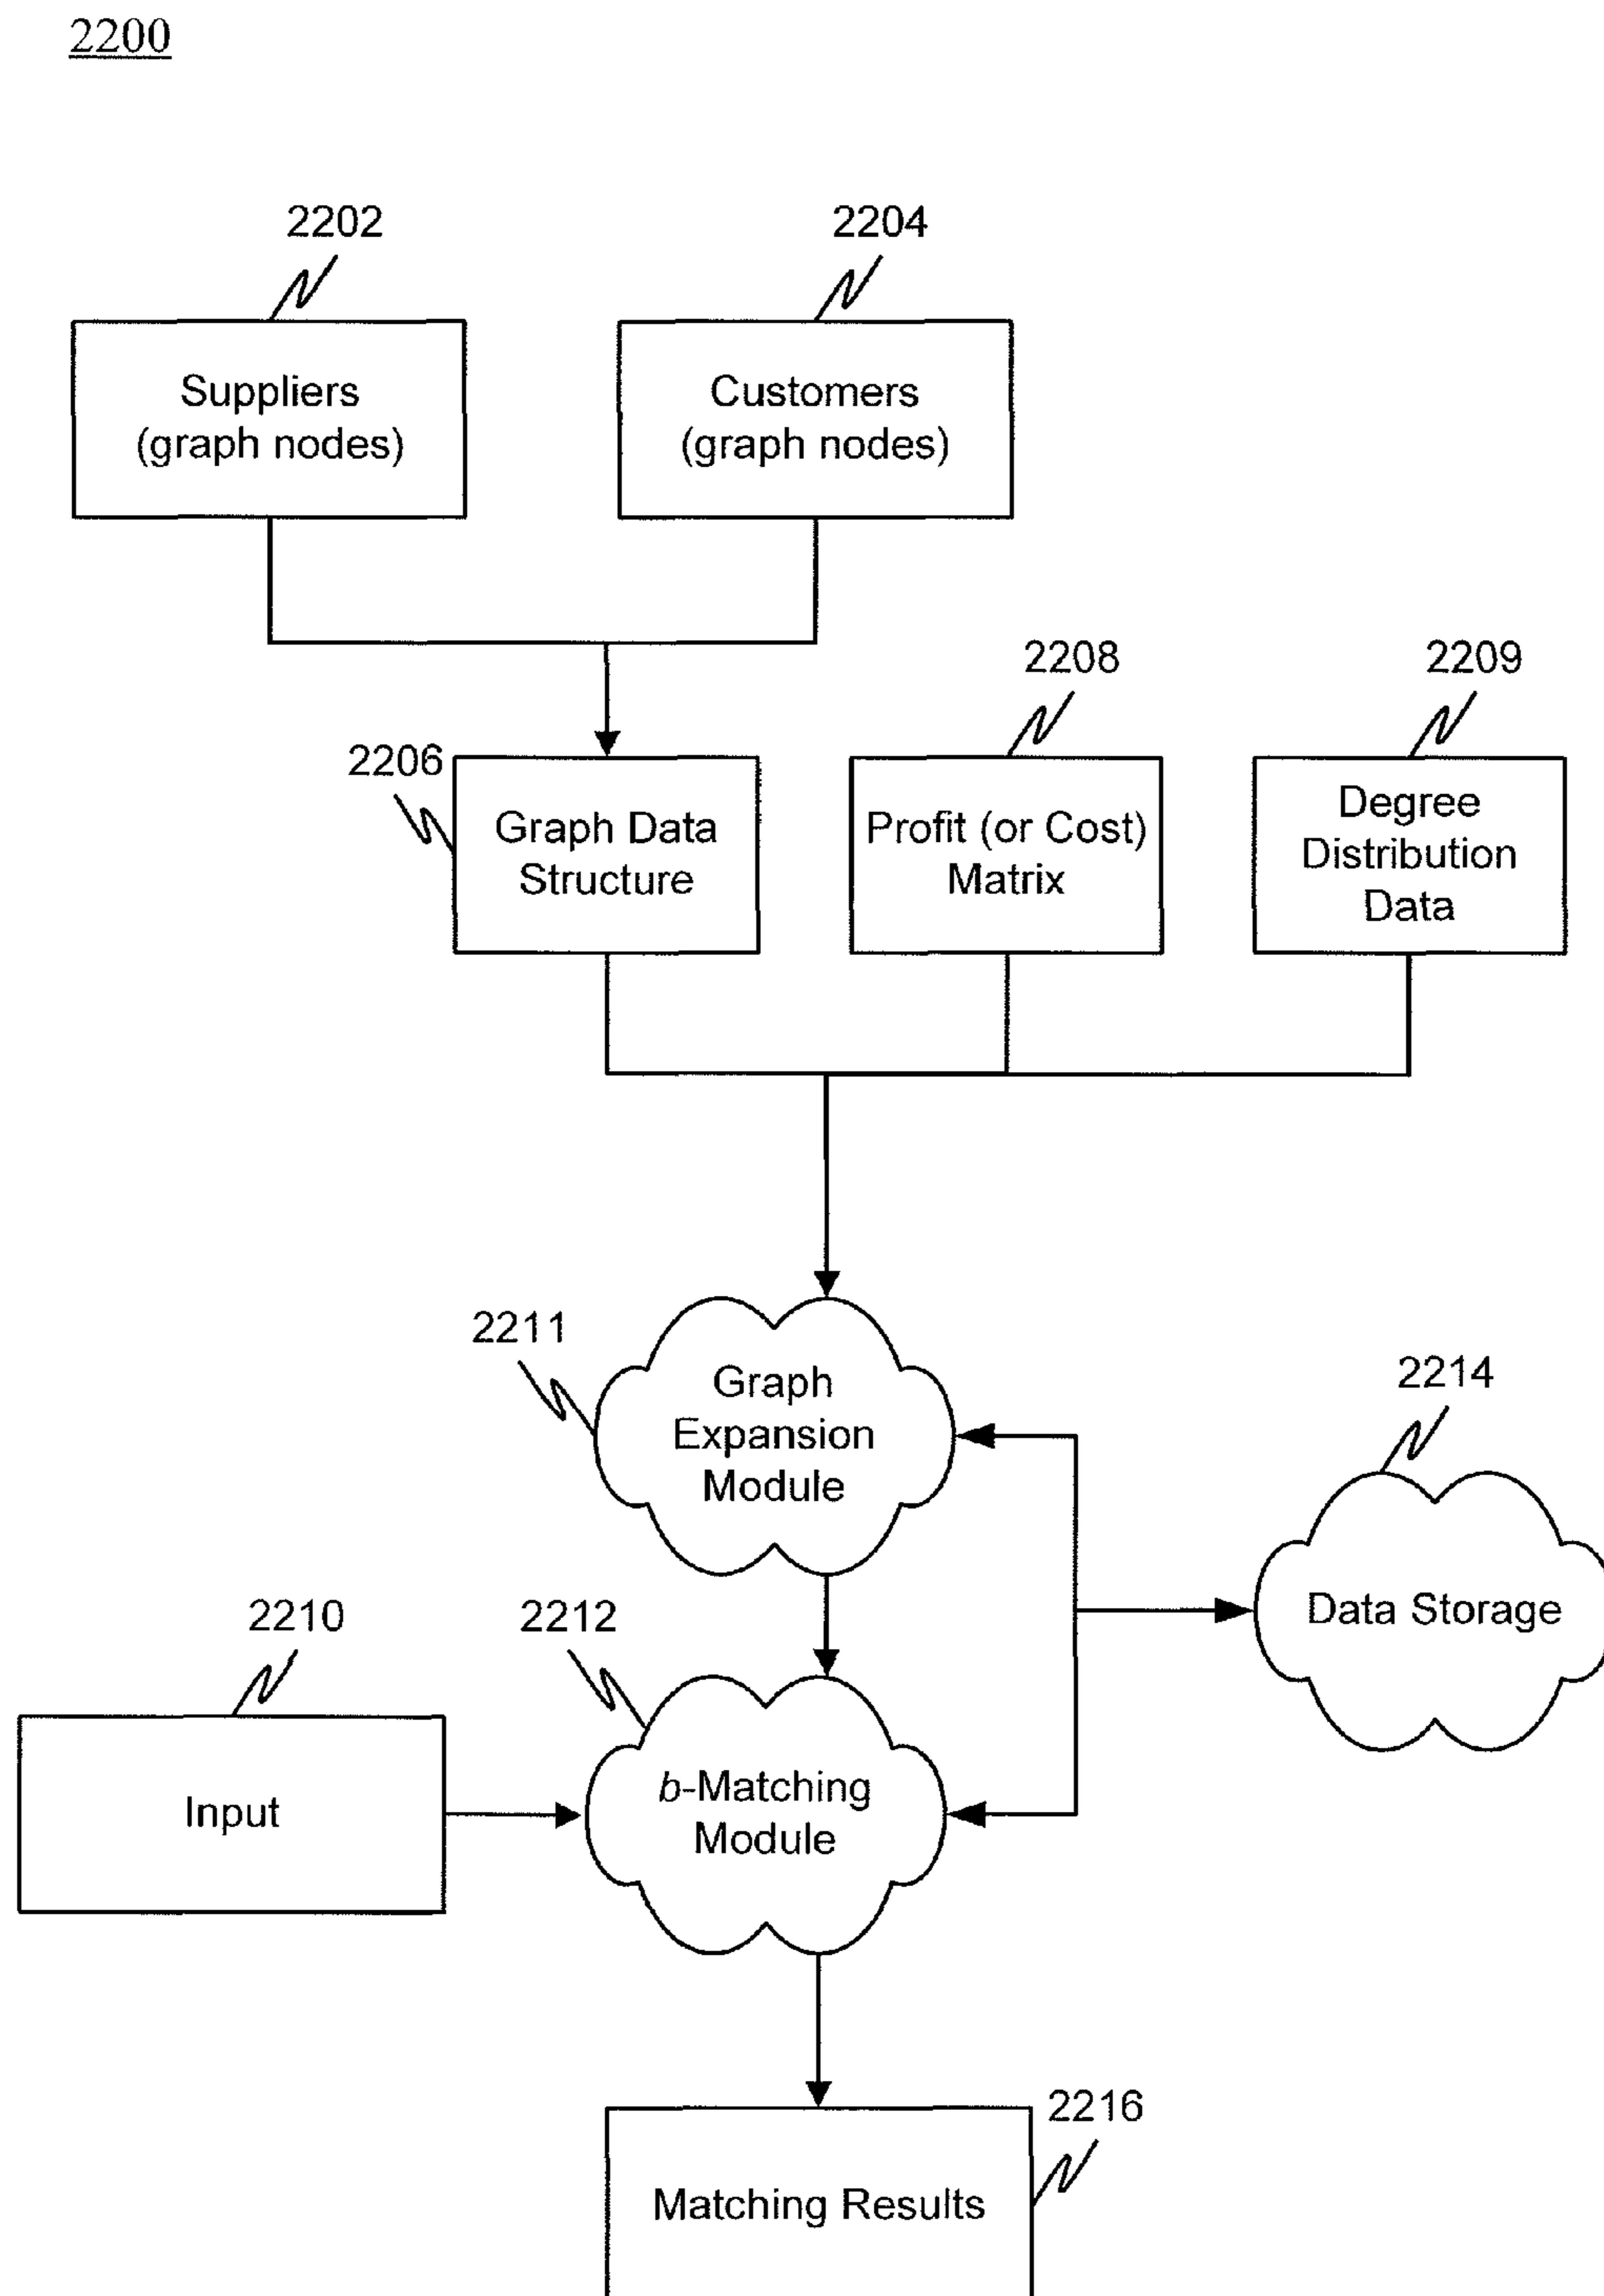 2200
2202
2204
Suppliers
(graph nodes)
Customers
(graph nodes)
2208
2209
2206
Graph Data
Structure
Profit (or Cost)
Matrix
Degree
Distribution
Data
2211
Graph
Expansion
Module
2214
Data Storage
2210
2212
Input
b-Matching
Module
2216
Matching Results